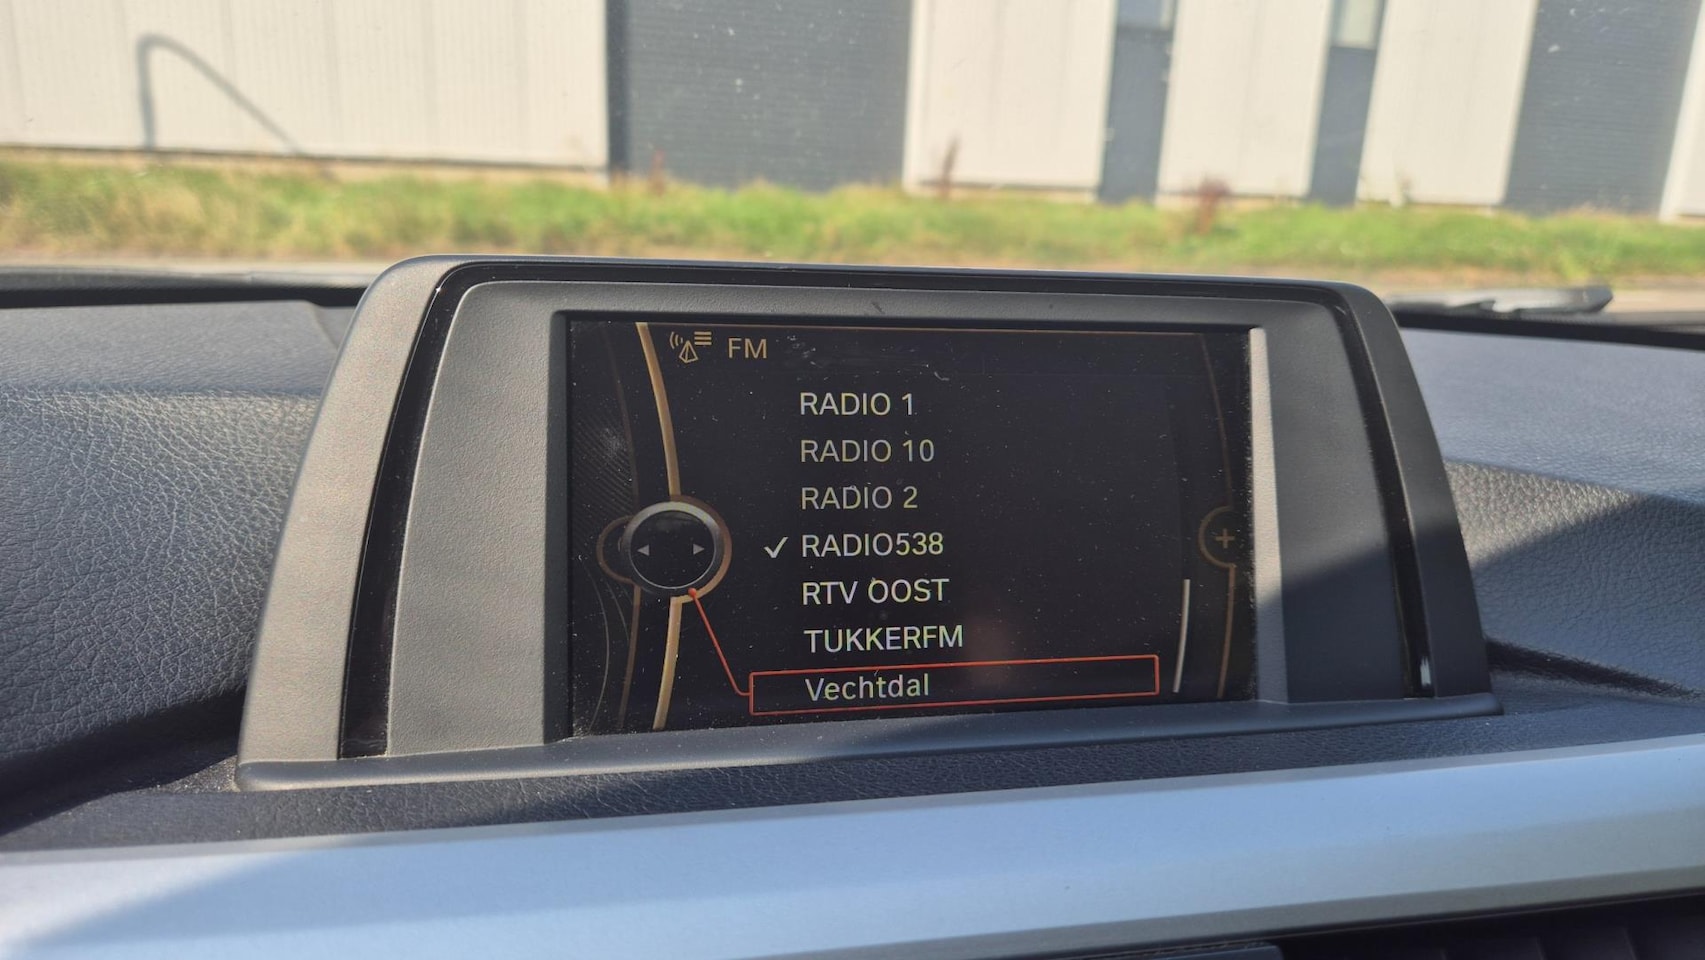 FM
RADIO 1
RADIO 10
RADIO 2
RADIO538
RTV OOST
TUKKERFM
Vechtdal